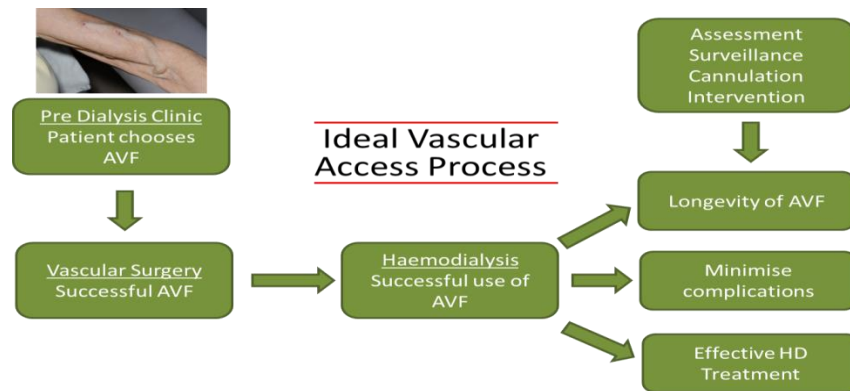 Pre Dialysis Clinic
Patient chooses
AVF
Vascular Surgery
Successful AVF
Ideal Vascular
Access Process
Haemodialysis
Successful use of
AVF
Assessment
Surveillance
Cannulation
Intervention
Longevity of AVF
Minimise
complications
Effective HD
Treatment